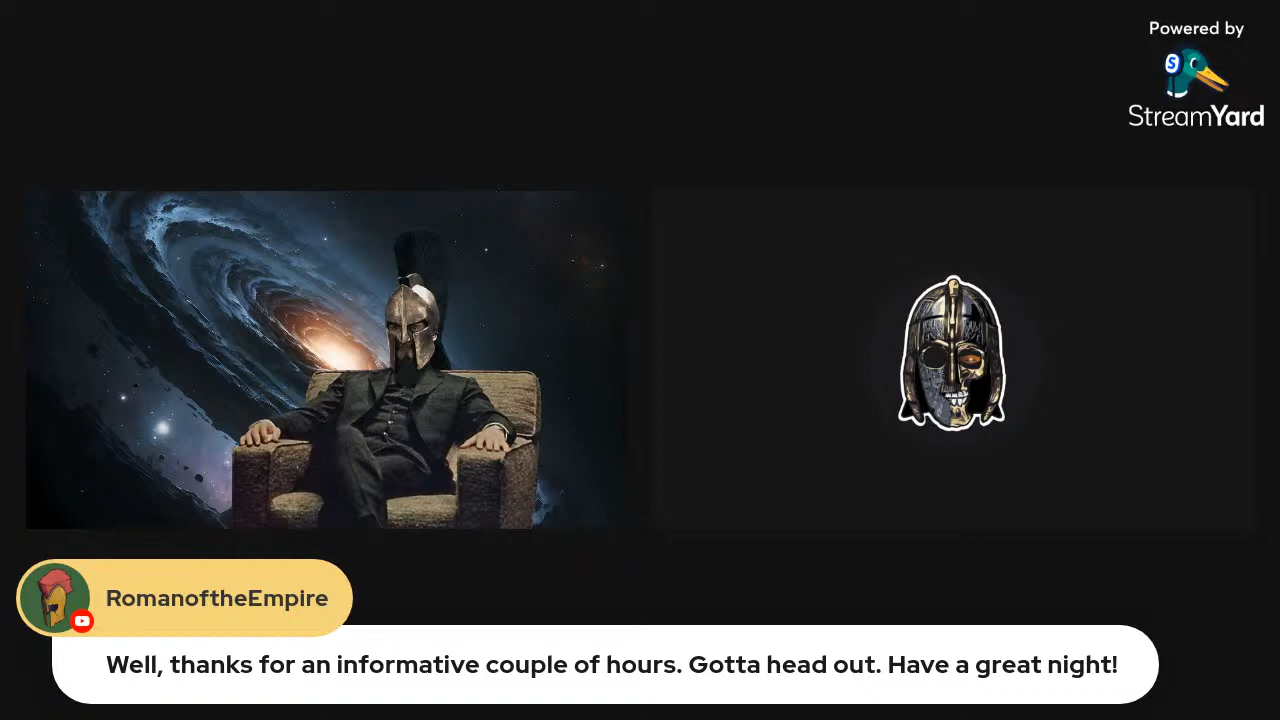 Powered by
S
StreamYard
RomanoftheEmpire
Well, thanks for an informative couple of hours. Gotta head out. Have a great night!